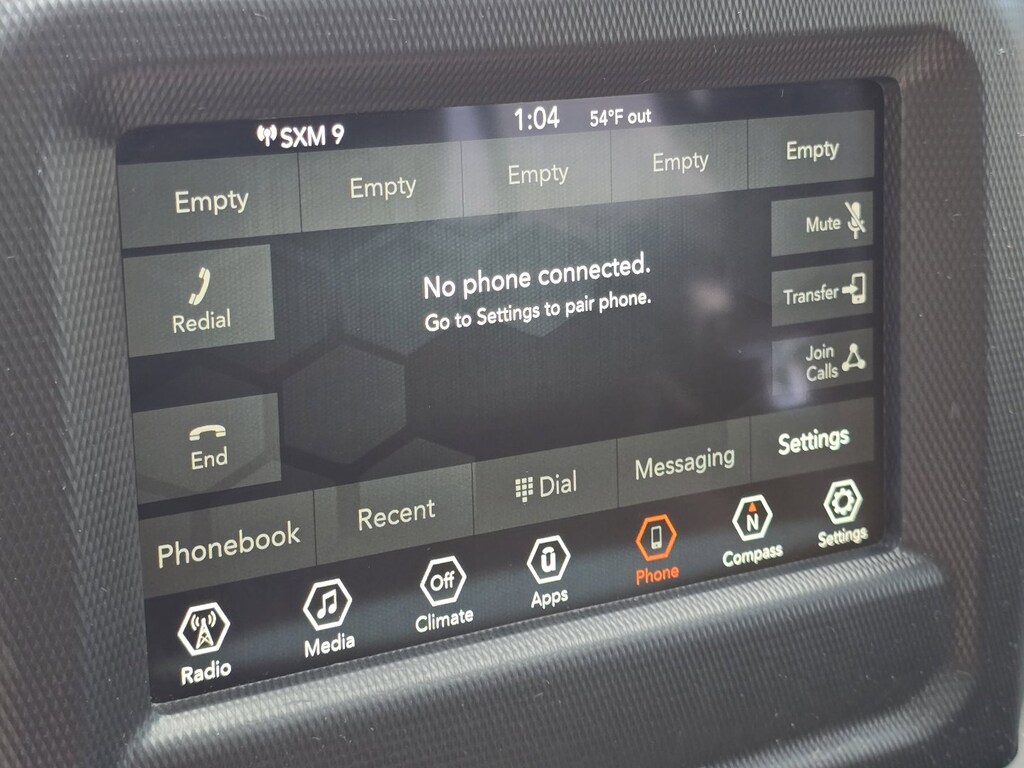 SXM 9 1:04 54°F out
Empty Empty Empty Empty Empty
Mute
No phone connected.
Go to Settings to pair phone.
Redial
Transfer
Join
Calls
End
Phonebook Recent Dial Messaging Settings
Radio Media Off Climate ū Apps Phone N Compass Settings